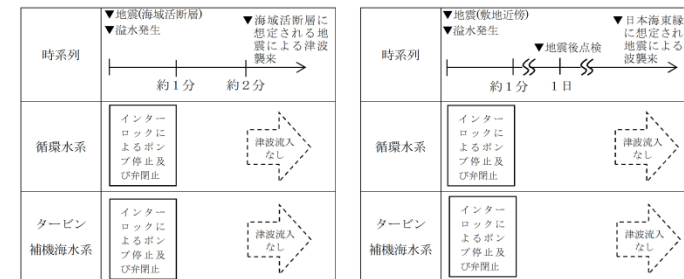 時系列
▼地震(海域活断層)
▼溢水発生
▼海域活断層に
想定される地
震による津波
襲来
約1分
約2分
循環水系
インター
ロックに
よるポン
プ停止及
び弁閉止
津波流入
なし
タービン
補機海水系
インター
ロックに
よるポン
プ停止及
び弁閉止
津波流入
なし
時系列
▼地震(敷地近傍)
▼溢水発生
▼地震後点検
▼日本海東縁
に想定され
地震による
波襲来
約1分
1日
循環水系
インター
ロックに
よるポン
プ停止及
び弁閉止
津波流入
なし
タービン
補機海水系
インター
ロックに
よるポン
プ停止及
び弁閉止
津波流入
なし